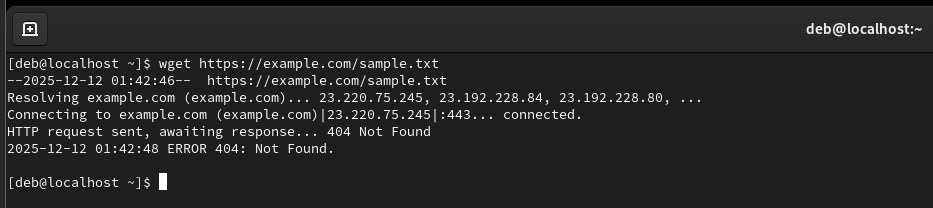 deb@localhost:~
[deb@localhost ~]$ wget https://example.com/sample.txt
--2025-12-12 01:42:46--  https://example.com/sample.txt
Resolving example.com (example.com)... 23.220.75.245, 23.192.228.84, 23.192.228.80, ...
Connecting to example.com (example.com)|23.220.75.245|:443... connected.
HTTP request sent, awaiting response... 404 Not Found
2025-12-12 01:42:48 ERROR 404: Not Found.
[deb@localhost ~]$